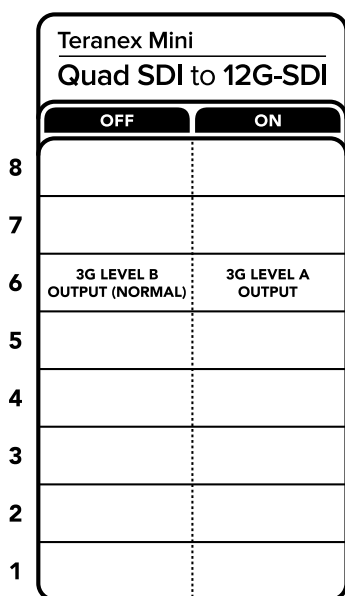 Teranex Mini
Quad SDI to 12G-SDI
OFF ON
8
7
6 3G LEVEL B OUTPUT (NORMAL) 3G LEVEL A OUTPUT
5
4
3
2
1